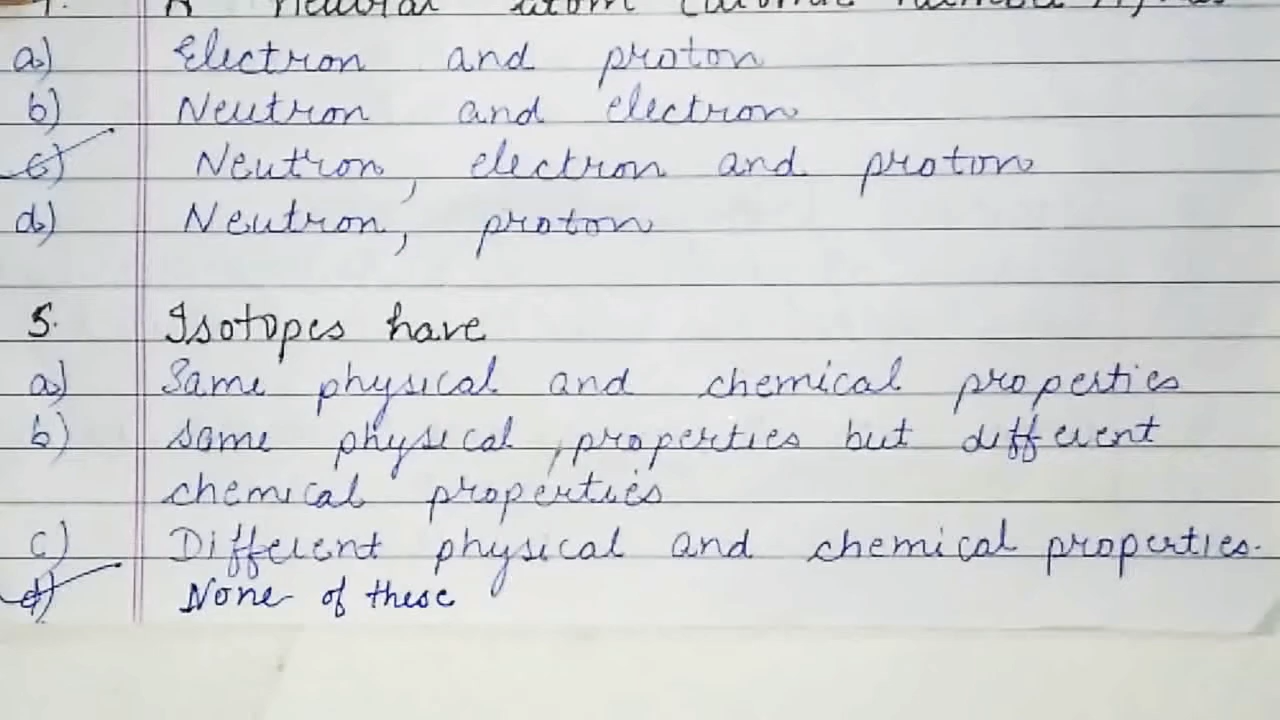 a) Electron and proton
b) Neutron and electron
c) Neutron, electron and proton
d) Neutron, proton
5. Isotopes have
a) Same physical and chemical properties
b) same physical, properties but different
chemical properties
c) Different physical and chemical properties.
d) None of these